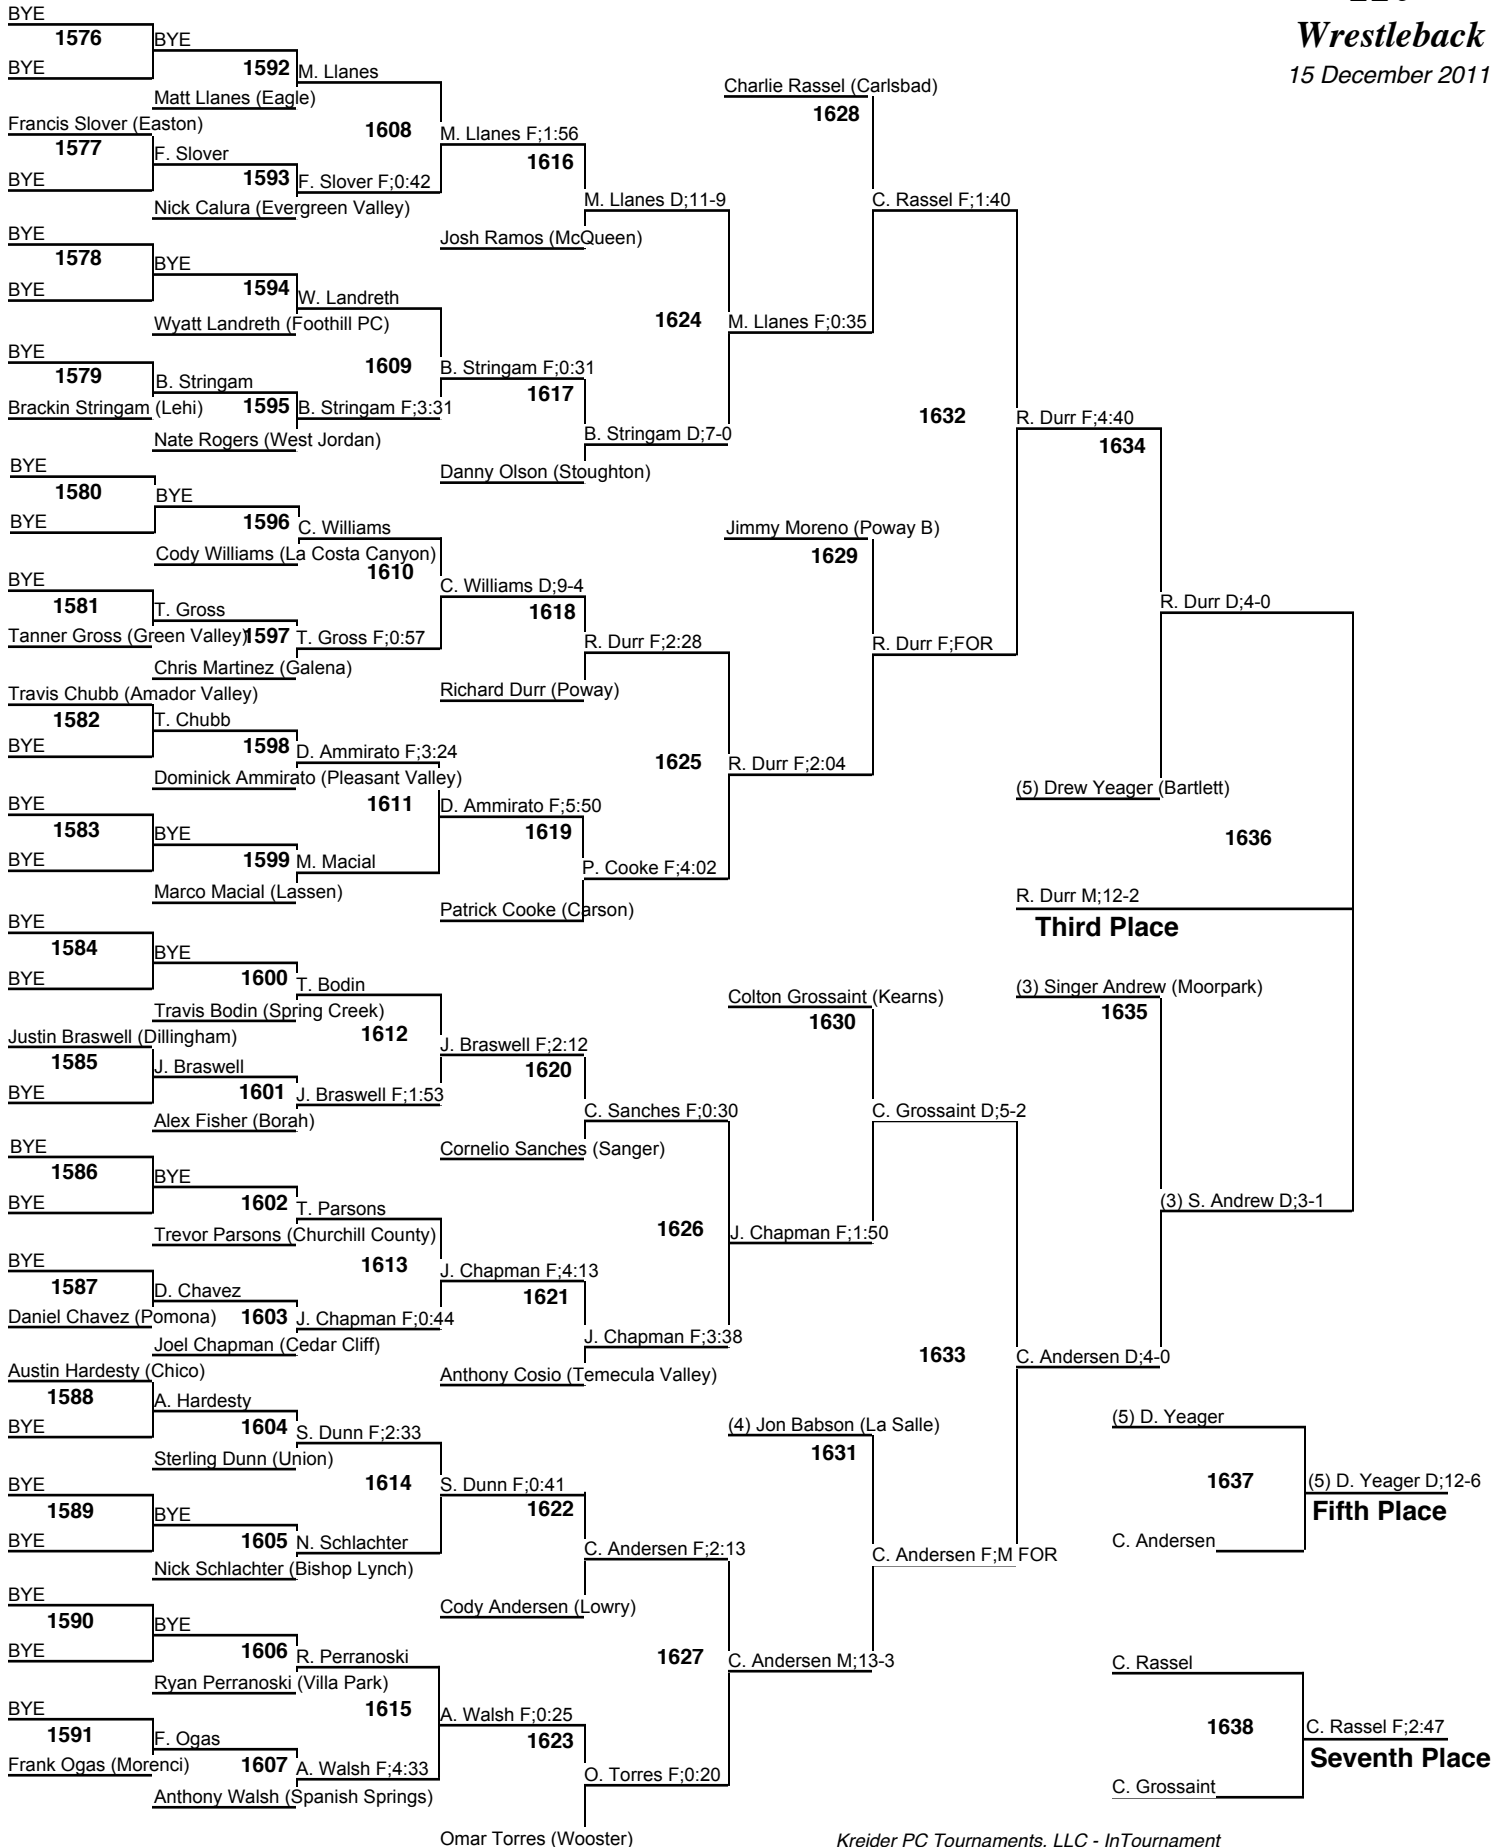 Wrestleback
15 December 2011
BYE
1576
BYE
BYE
1592
M. Llanes
Matt Llanes (Eagle)
Francis Slover (Easton)
1577
BYE
F. Slover
1593
F. Slover F;0:42
Nick Calura (Evergreen Valley)
1608
M. Llanes F;1:56
1616
M. Llanes D;11-9
Josh Ramos (McQueen)
BYE
1578
BYE
BYE
1594
W. Landreth
Wyatt Landreth (Foothill PC)
BYE
1579
Brackin Stringam (Lehi)
B. Stringam
1595
B. Stringam F;3:31
Nate Rogers (West Jordan)
1609
B. Stringam F;0:31
1617
B. Stringam D;7-0
Danny Olson (Stoughton)
1624
M. Llanes F;0:35
Charlie Rassel (Carlsbad)
1628
C. Rassel F;1:40
BYE
1580
BYE
BYE
1596
C. Williams
Cody Williams (La Costa Canyon)
BYE
1581
Tanner Gross (Green Valley)
T. Gross
1597
T. Gross F;0:57
Chris Martinez (Galena)
1610
C. Williams D;9-4
1618
R. Durr F;2:28
Richard Durr (Poway)
Travis Chubb (Amador Valley)
1582
BYE
T. Chubb
1598
D. Ammirato F;3:24
Dominick Ammirato (Pleasant Valley)
BYE
1583
BYE
BYE
1599
M. Macial
Marco Macial (Lassen)
1611
D. Ammirato F;5:50
1619
P. Cooke F;4:02
Patrick Cooke (Carson)
1625
R. Durr F;2:04
Jimmy Moreno (Poway B)
1629
R. Durr F;FOR
1632
R. Durr F;4:40
1634
R. Durr D;4-0
(5) Drew Yeager (Bartlett)
1636
R. Durr M;12-2
Third Place
BYE
1584
BYE
BYE
1600
T. Bodin
Travis Bodin (Spring Creek)
Justin Braswell (Dillingham)
1585
BYE
J. Braswell
1601
J. Braswell F;1:53
Alex Fisher (Borah)
1612
J. Braswell F;2:12
1620
C. Sanches F;0:30
Cornelio Sanches (Sanger)
BYE
1586
BYE
BYE
1602
T. Parsons
Trevor Parsons (Churchill County)
BYE
1587
Daniel Chavez (Pomona)
D. Chavez
1603
J. Chapman F;0:44
Joel Chapman (Cedar Cliff)
1613
J. Chapman F;4:13
1621
J. Chapman F;3:38
Anthony Cosio (Temecula Valley)
1626
J. Chapman F;1:50
Colton Grossaint (Kearns)
1630
C. Grossaint D;5-2
(3) Singer Andrew (Moorpark)
1635
(3) S. Andrew D;3-1
Austin Hardesty (Chico)
1588
BYE
A. Hardesty
1604
S. Dunn F;2:33
Sterling Dunn (Union)
BYE
1589
BYE
BYE
1605
N. Schlachter
Nick Schlachter (Bishop Lynch)
1614
S. Dunn F;0:41
1622
C. Andersen F;2:13
Cody Andersen (Lowry)
BYE
1590
BYE
BYE
1606
R. Perranoski
Ryan Perranoski (Villa Park)
BYE
1591
Frank Ogas (Morenci)
F. Ogas
1607
A. Walsh F;4:33
Anthony Walsh (Spanish Springs)
1615
A. Walsh F;0:25
1623
O. Torres F;0:20
Omar Torres (Wooster)
1627
C. Andersen M;13-3
(4) Jon Babson (La Salle)
1631
C. Andersen F;M FOR
1633
C. Andersen D;4-0
(5) D. Yeager
1637
C. Andersen
(5) D. Yeager D;12-6
Fifth Place
C. Rassel
1638
C. Grossaint
C. Rassel F;2:47
Seventh Place
Kreider PC Tournaments, LLC - InTournament